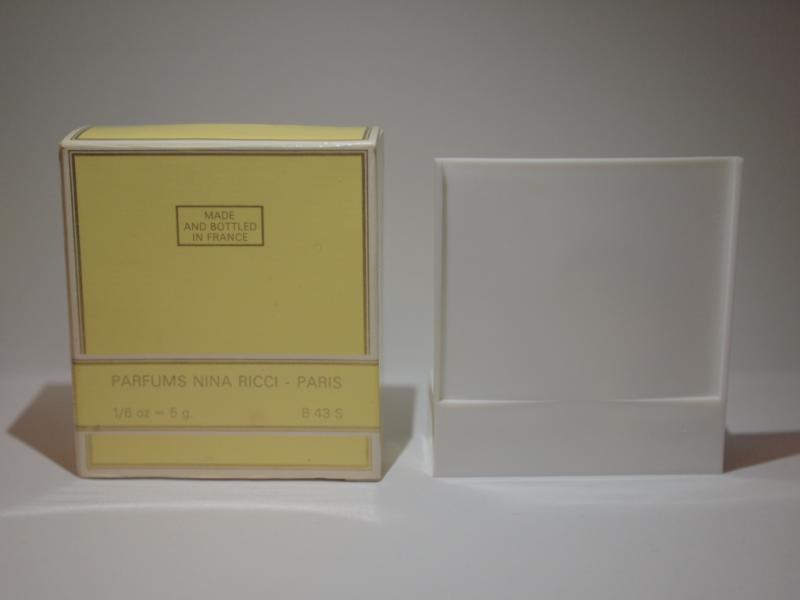 MADE
AND BOTTLED
IN FRANCE
PARFUMS NINA RICCI - PARIS
1/6 oz = 5 g. B 43 S